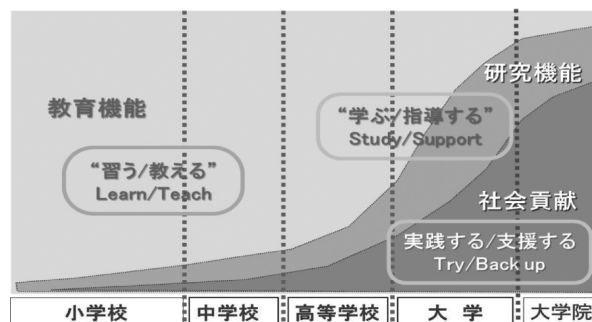 教育機能
“習う/教える”
Learn/Teach
“学ぶ/指導する”
Study/Support
研究機能
社会貢献
実践する/支援する
Try/Back up
小学校
中学校
高等学校
大 学
大学院